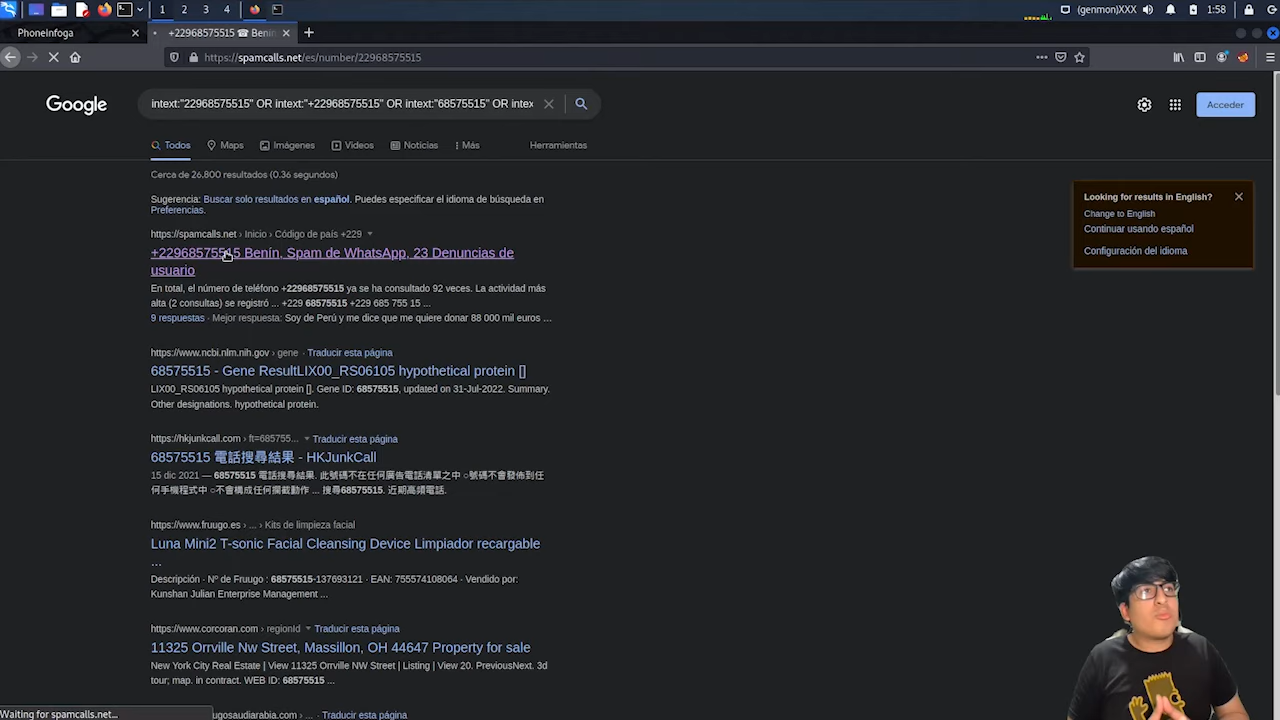 1 2 3 4 (genmon)XXX 1:58
PhoneInfoga × +22968575515 ☎ Benín × +
https://spamcalls.net/es/number/22968575515
Google intext:"22968575515" OR intext:"+22968575515" OR intext:"68575515" OR intex Acceder
Todos Maps Imágenes Videos Noticias Más Herramientas
Cerca de 26.800 resultados (0.36 segundos)
Sugerencia: Buscar solo resultados en español. Puedes especificar el idioma de búsqueda en
Preferencias.
Looking for results in English?
Change to English
Continuar usando español
Configuración del idioma
https://spamcalls.net › Inicio › Código de país +229
+22968575515 Benín, Spam de WhatsApp, 23 Denuncias de
usuario
En total, el número de teléfono +22968575515 ya se ha consultado 92 veces. La actividad más
alta (2 consultas) se registró ... +229 68575515 +229 685 755 15 ...
9 respuestas · Mejor respuesta: Soy de Perú y me dice que me quiere donar 88 000 mil euros ...
https://www.ncbi.nlm.nih.gov › gene · Traducir esta página
68575515 - Gene ResultLIX00_RS06105 hypothetical protein []
LIX00_RS06105 hypothetical protein []. Gene ID: 68575515, updated on 31-Jul-2022. Summary.
Other designations. hypothetical protein.
https://hkjunkcall.com › ft=685755... Traducir esta página
68575515 電話搜尋結果 - HKJunkCall
15 dic 2021 — 68575515 電話搜尋結果. 此號碼不在任何廣告電話清單之中 ○號碼不會發佈到任
何手機程式中 ○不會構成任何攔截動作 ... 搜尋68575515. 近期高頻電話.
https://www.fruugo.es › ... › Kits de limpieza facial
Luna Mini2 T-sonic Facial Cleansing Device Limpiador recargable
...
Descripción · Nº de Fruugo : 68575515-137693121 · EAN: 755574108064 · Vendido por:
Kunshan Julian Enterprise Management ...
https://www.corcoran.com › regionId Traducir esta página
11325 Orrville Nw Street, Massillon, OH 44647 Property for sale
New York City Real Estate | View 11325 Orrville NW Street | Listing | View 20. PreviousNext. 3d
tour; map. in contract. WEB ID: 68575515 ...
Waiting for spamcalls.net...
ugosaudiarabia.com › ... Traducir esta página